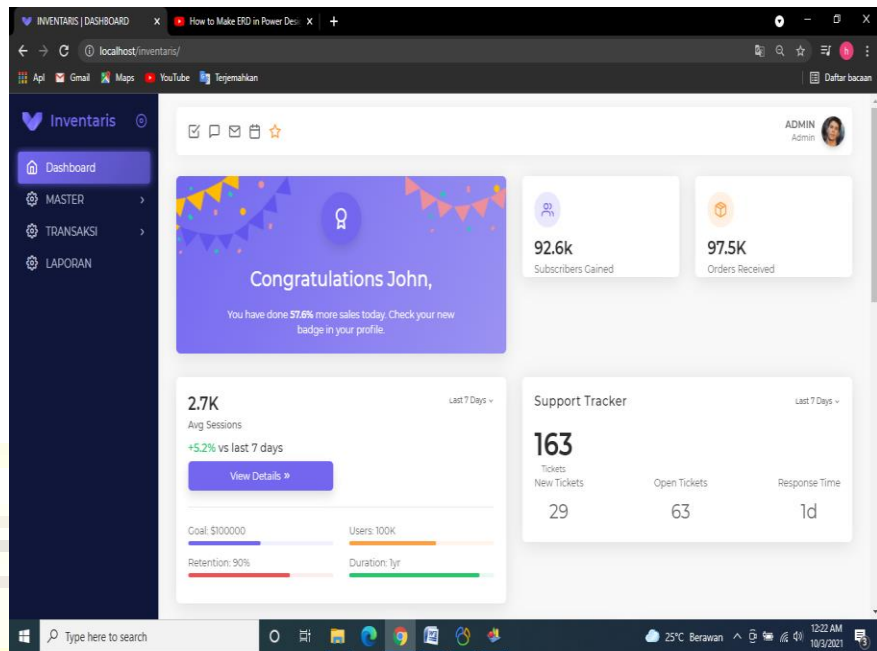 INVENTARIS | DASHBOARD
How to Make ERD in Power Des
localhost/inventaris/
Apl Gmail Maps YouTube Terjemahkan Daftar bacaan
Inventaris
Dashboard
MASTER
TRANSAKSI
LAPORAN
ADMIN
Admin
Congratulations John,
You have done 57.6% more sales today. Check your new
badge in your profile.
92.6k
Subscribers Gained
97.5K
Orders Received
2.7K
Last 7 Days
Avg Sessions
+5.2% vs last 7 days
View Details »
Goal: $100000
Users: 100K
Retention: 90%
Duration: 1yr
Support Tracker
Last 7 Days
163
Tickets
New Tickets Open Tickets Response Time
29 63 1d
Type here to search
25°C Berawan
12:22 AM
10/3/2021
3